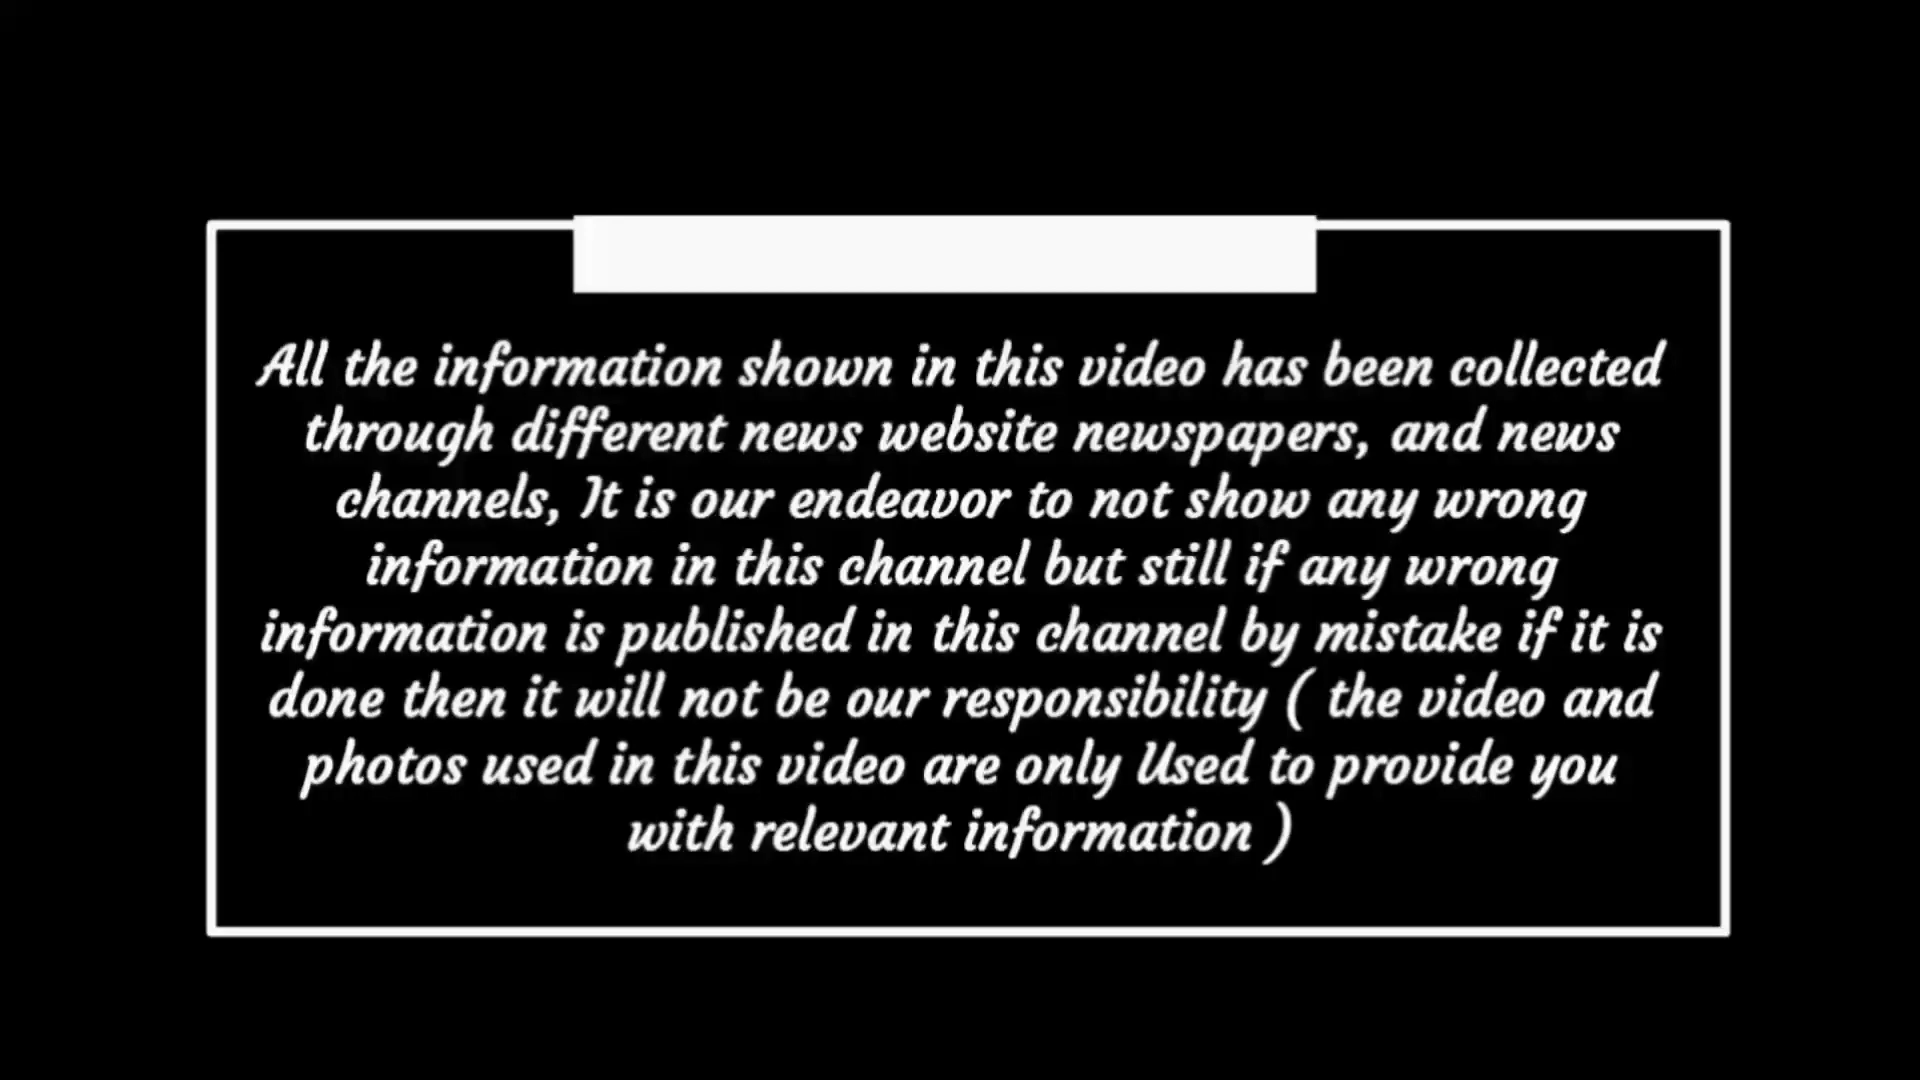 All the information shown in this video has been collected
through different news website newspapers, and news
channels, It is our endeavor to not show any wrong
information in this channel but still if any wrong
information is published in this channel by mistake if it is
done then it will not be our responsibility ( the video and
photos used in this video are only Used to provide you
with relevant information )